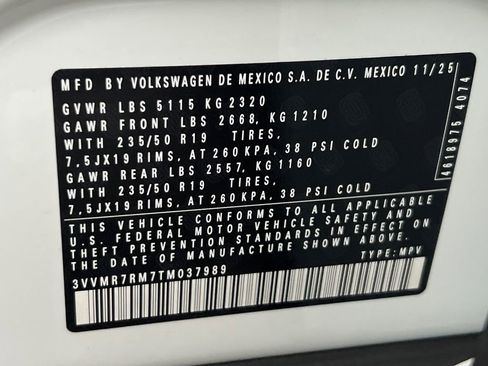 MFD BY VOLKSWAGEN DE MEXICO S.A. DE C.V. MEXICO 11/25
GVWR LBS 5115 KG 2320
GAWR FRONT LBS 2668, KG 1210
WITH 235/50 R19 TIRES,
7,5JX19 RIMS, AT 260 KPA, 38 PSI COLD
GAWR REAR LBS 2557, KG 1160
WITH 235/50 R19 TIRES,
7,5JX19 RIMS, AT 260 KPA, 38 PSI COLD
THIS VEHICLE CONFORMS TO ALL APPLICABLE
U.S. FEDERAL MOTOR VEHICLE SAFETY AND
THEFT PREVENTION STANDARDS IN EFFECT ON
THE DATE OF MANUFACTURE SHOWN ABOVE.
3VVMR7RM7TM037989 TYPE: MPV
4618975 4074